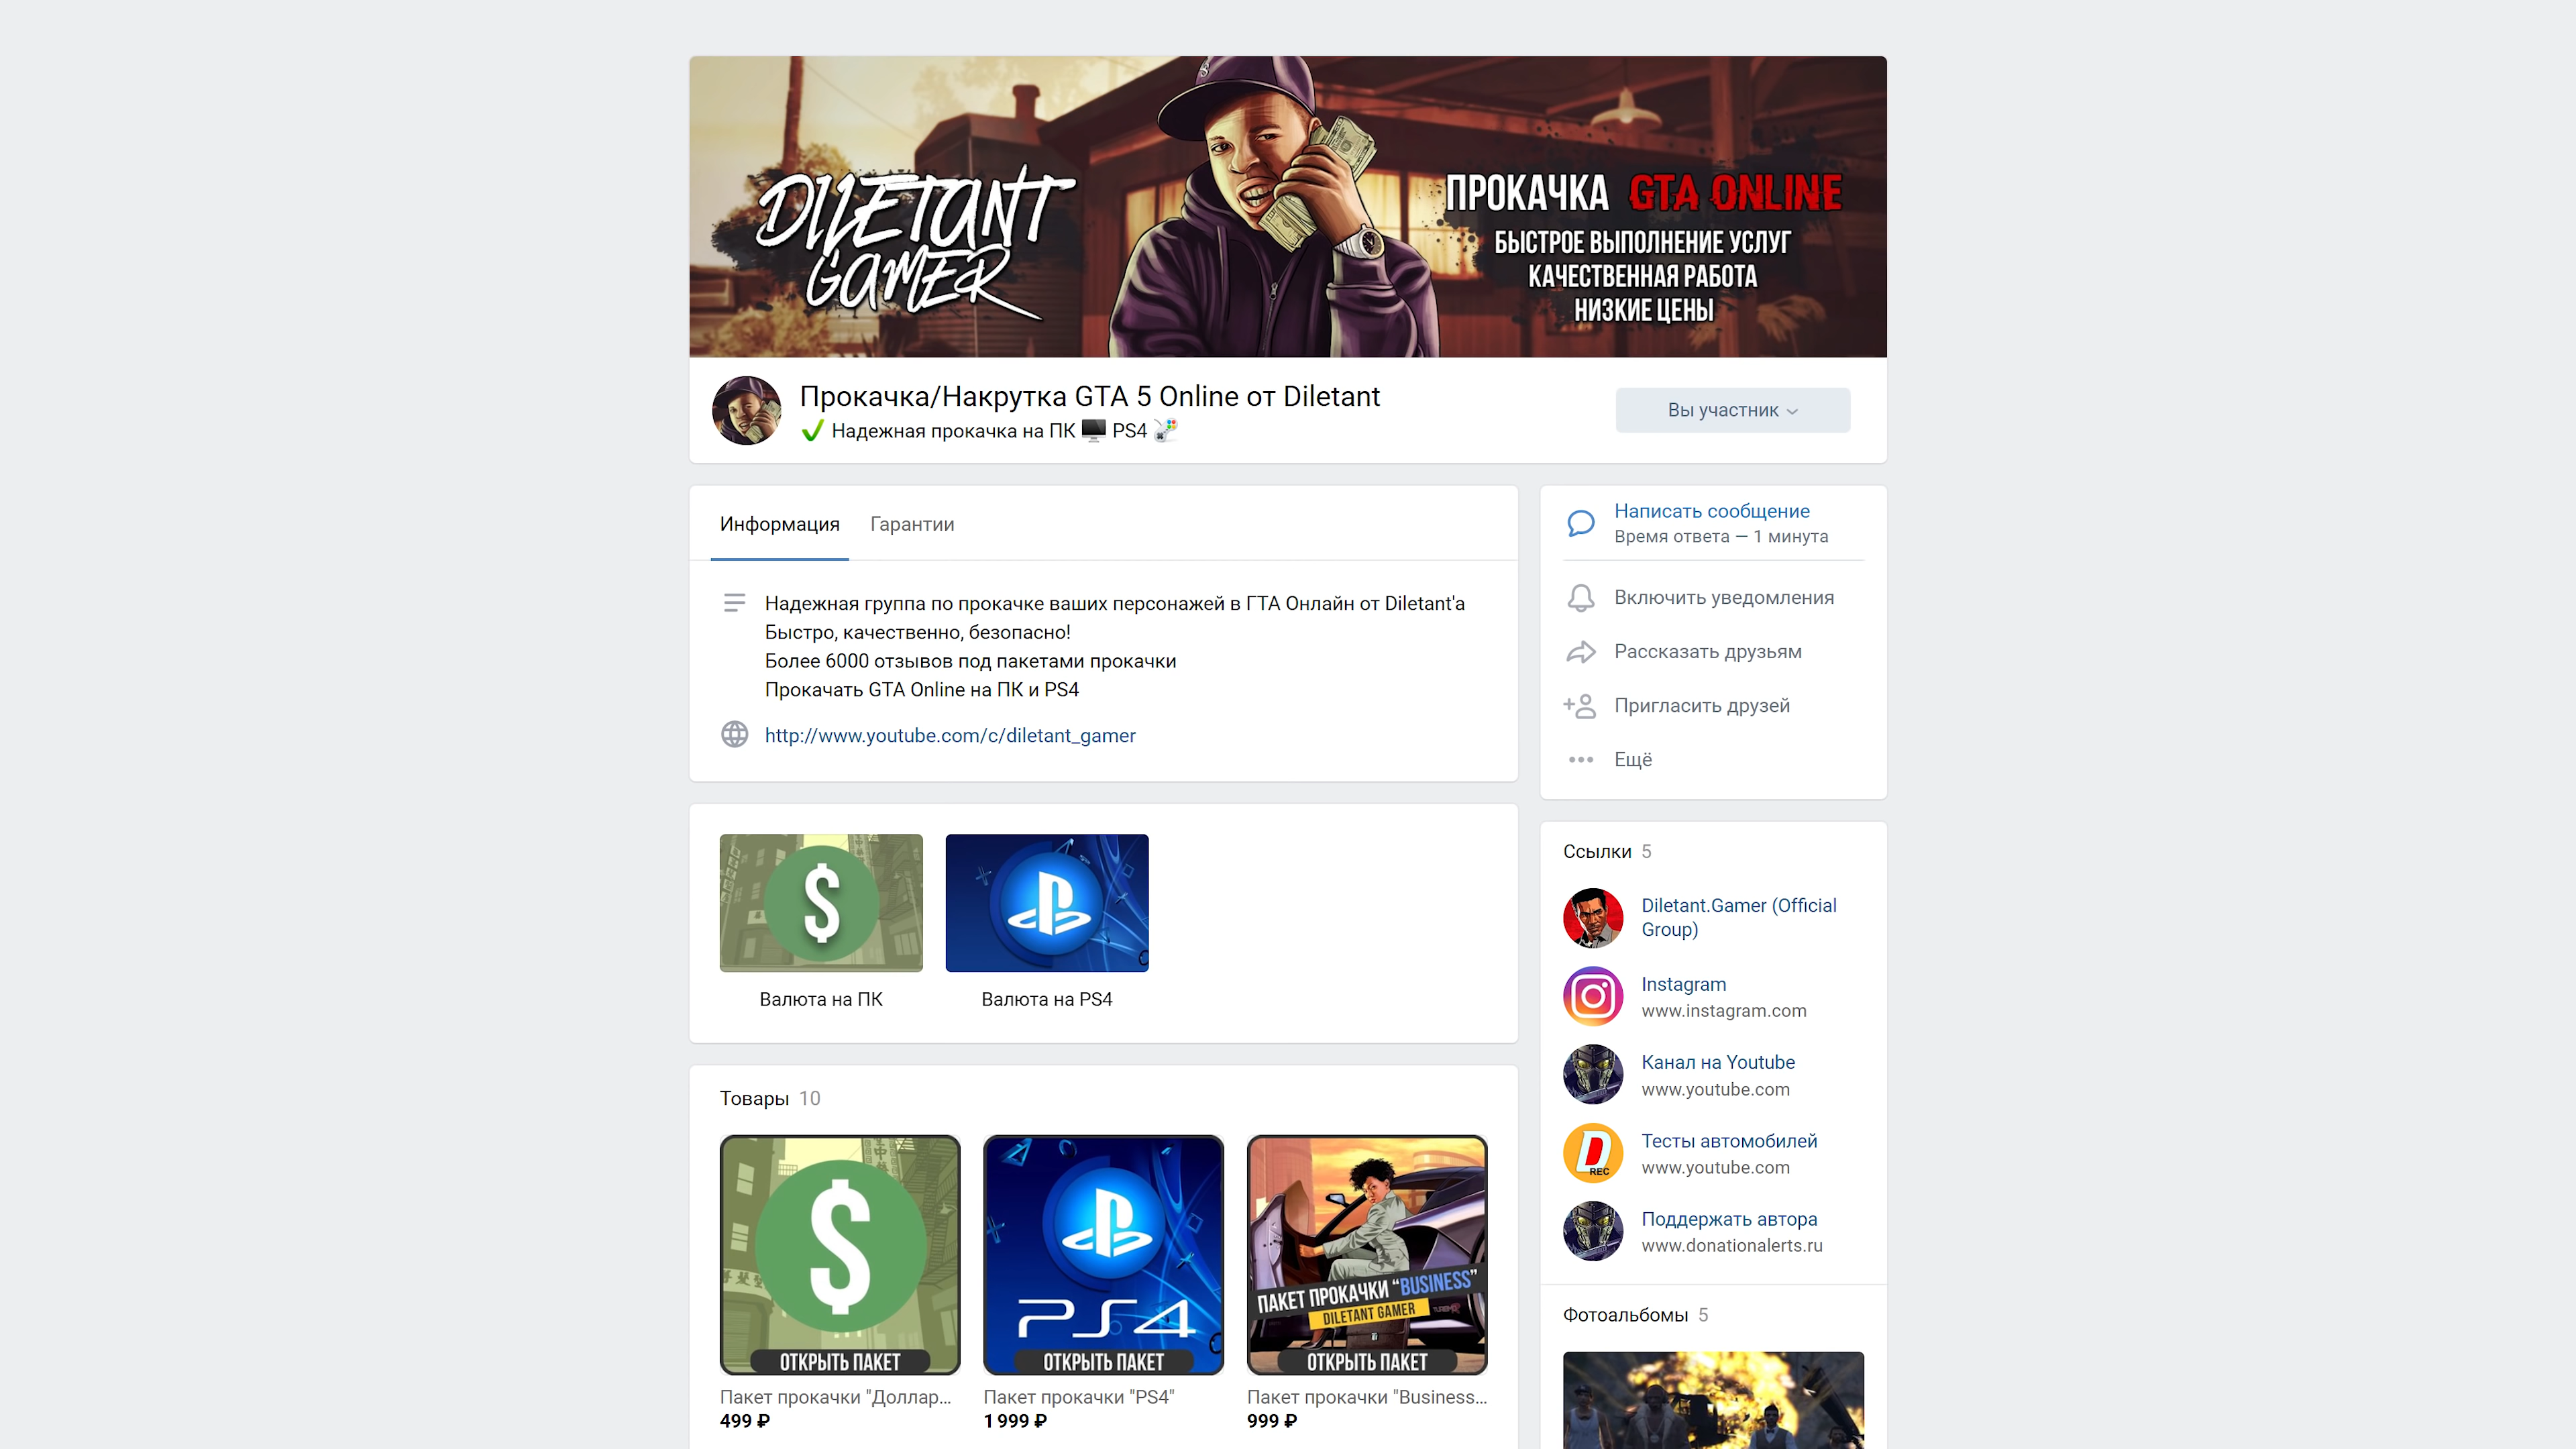 DILETANT
GAMER
ПРОКАЧКА GTA ONLINE
БЫСТРОЕ ВЫПОЛНЕНИЕ УСЛУГ
КАЧЕСТВЕННАЯ РАБОТА
НИЗКИЕ ЦЕНЫ
Прокачка/Накрутка GTA 5 Online от Diletant
Надежная прокачка на ПК PS4
Вы участник
Информация Гарантии
Надежная группа по прокачке ваших персонажей в ГТА Онлайн от Diletant'а
Быстро, качественно, безопасно!
Более 6000 отзывов под пакетами прокачки
Прокачать GTA Online на ПК и PS4
http://www.youtube.com/c/diletant_gamer
Валюта на ПК
Валюта на PS4
Товары 10
ОТКРЫТЬ ПАКЕТ
Пакет прокачки "Доллар...
499 ₽
PS4
ОТКРЫТЬ ПАКЕТ
Пакет прокачки "PS4"
1 999 ₽
ПАКЕТ ПРОКАЧКИ “BUSINESS”
DILETANT GAMER
ОТКРЫТЬ ПАКЕТ
Пакет прокачки "Business...
999 ₽
Написать сообщение
Время ответа — 1 минута
Включить уведомления
Рассказать друзьям
Пригласить друзей
Ещё
Ссылки 5
Diletant.Gamer (Official
Group)
Instagram
www.instagram.com
Канал на Youtube
www.youtube.com
D
REC
Тесты автомобилей
www.youtube.com
Поддержать автора
www.donationalerts.ru
Фотоальбомы 5